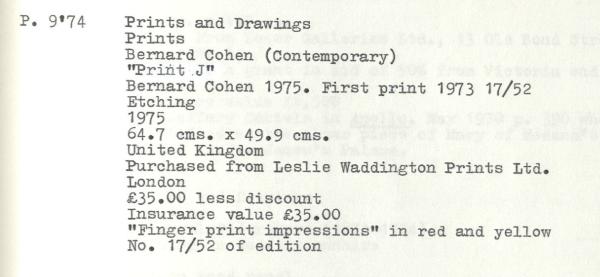 P. 9'74 Prints and Drawings
Prints
Bernard Cohen (Contemporary)
"Print J"
Bernard Cohen 1975. First print 1973 17/52
Etching
1975
64.7 cms. x 49.9 cms.
United Kingdom
Purchased from Leslie Waddington Prints Ltd.
London
£35.00 less discount
Insurance value £35.00
"Finger print impressions" in red and yellow
No. 17/52 of edition